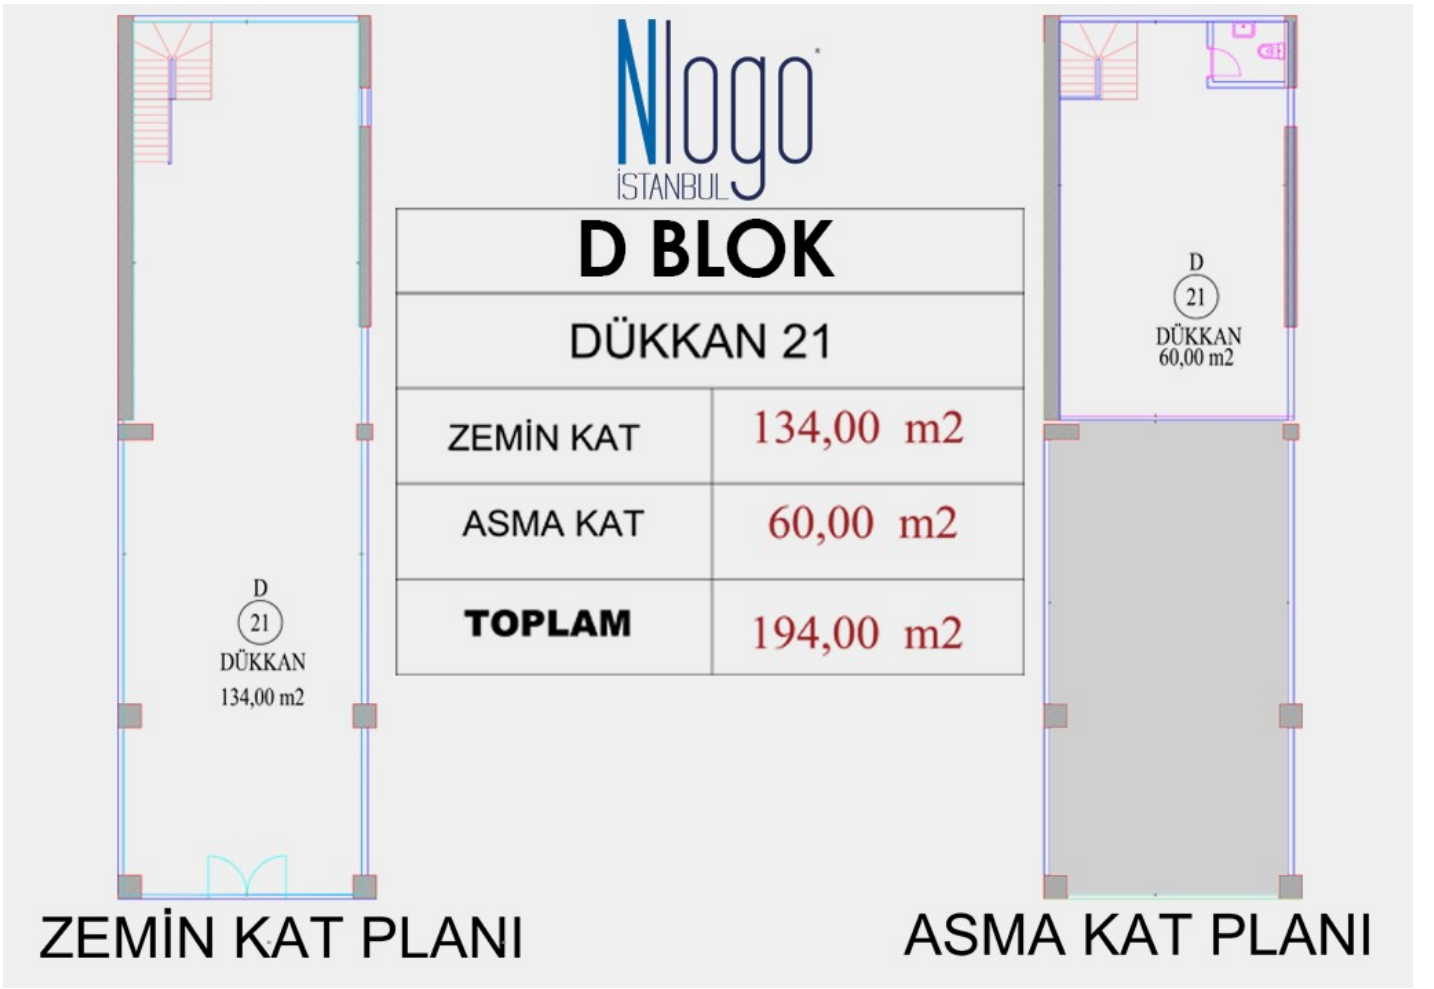 Nlogo
İSTANBUL
D BLOK
DÜKKAN 21
ZEMİN KAT 134,00 m2
ASMA KAT 60,00 m2
TOPLAM 194,00 m2
D
21
DÜKKAN
134,00 m2
ZEMİN KAT PLANI
D
21
DÜKKAN
60,00 m2
ASMA KAT PLANI